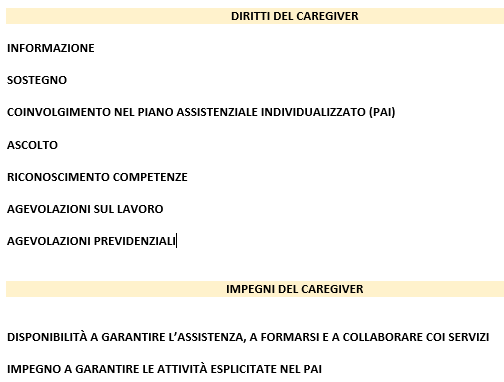 DIRITTI DEL CAREGIVER
INFORMAZIONE
SOSTEGNO
COINVOLGIMENTO NEL PIANO ASSISTENZIALE INDIVIDUALIZZATO (PAI)
ASCOLTO
RICONOSCIMENTO COMPETENZE
AGEVOLAZIONI SUL LAVORO
AGEVOLAZIONI PREVIDENZIALI
IMPEGNI DEL CAREGIVER
DISPONIBILITÀ A GARANTIRE L’ASSISTENZA, A FORMARSI E A COLLABORARE COI SERVIZI
IMPEGNO A GARANTIRE LE ATTIVITÀ ESPLICITATE NEL PAI